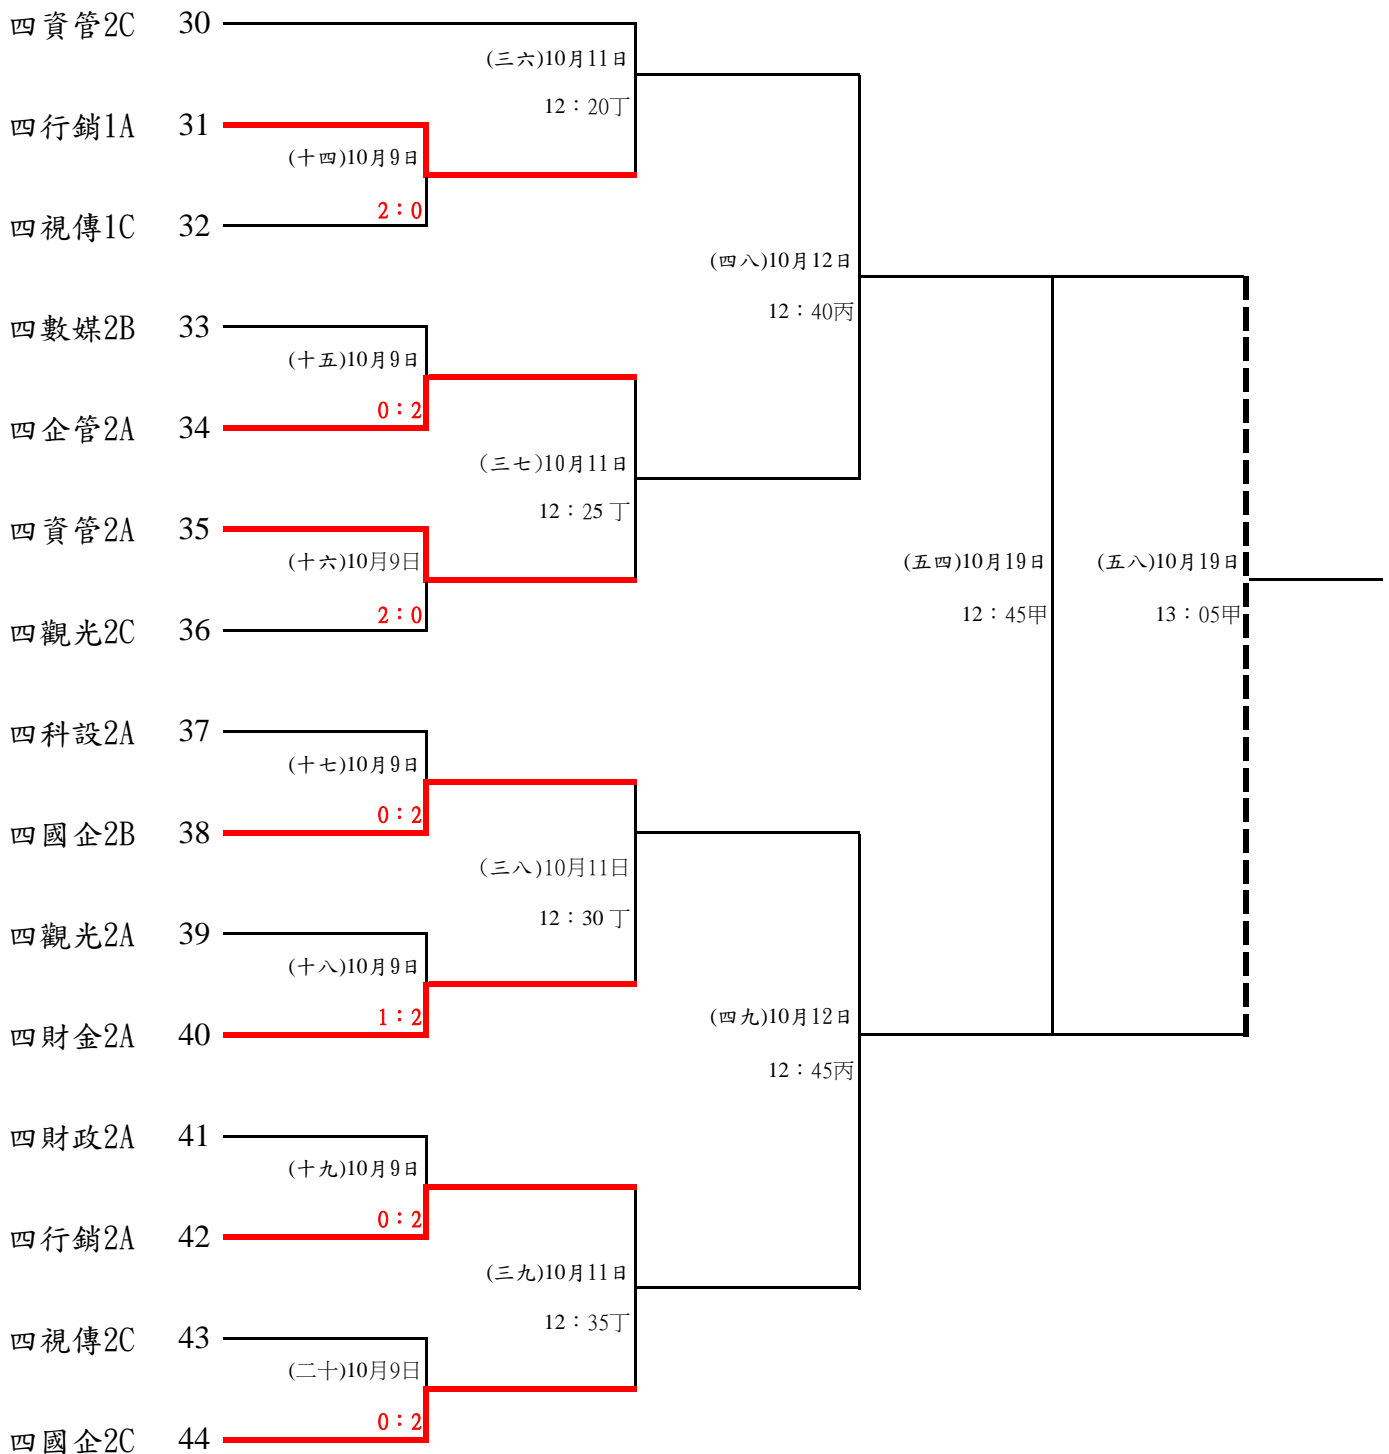 四資管2C 30
(三六)10月11日
12：20丁
四行銷1A 31
(十四)10月9日
2：0
四視傳1C 32
(四八)10月12日
12：40丙
四數媒2B 33
(十五)10月9日
0：2
四企管2A 34
(三七)10月11日
12：25 丁
四資管2A 35
(十六)10月9日
2：0
(五四)10月19日
12：45甲
(五八)10月19日
13：05甲
四觀光2C 36
四科設2A 37
(十七)10月9日
0：2
四國企2B 38
(三八)10月11日
12：30 丁
四觀光2A 39
(十八)10月9日
1：2
四財金2A 40
(四九)10月12日
12：45丙
四財政2A 41
(十九)10月9日
0：2
四行銷2A 42
(三九)10月11日
12：35丁
四視傳2C 43
(二十)10月9日
0：2
四國企2C 44